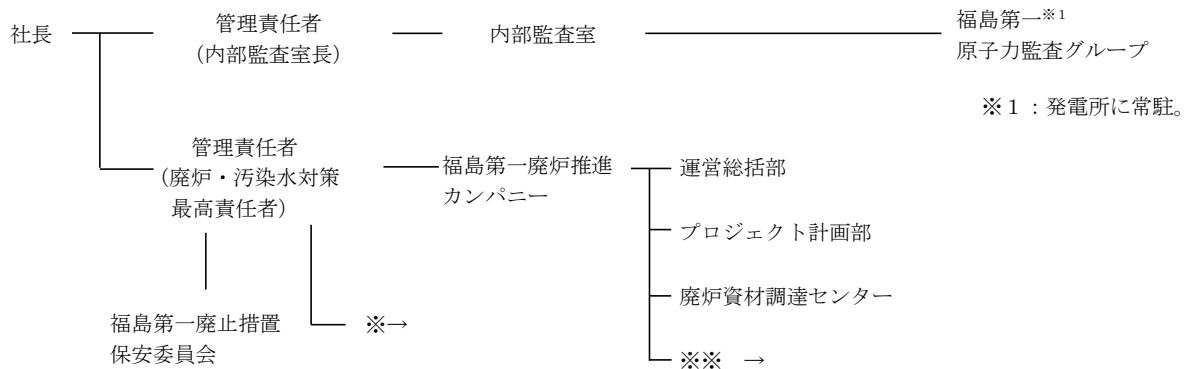 社長
管理責任者
(内部監査室長)
内部監査室
福島第一※1
原子力監査グループ
※１：発電所に常駐。
管理責任者
(廃炉・汚染水対策
最高責任者)
福島第一廃炉推進
カンパニー
運営総括部
プロジェクト計画部
廃炉資材調達センター
福島第一廃止措置
保安委員会
※→
※※　→